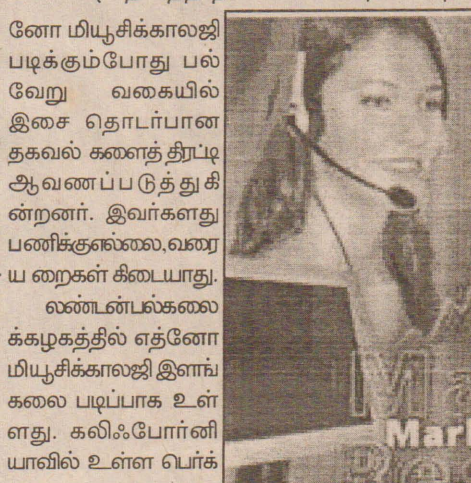 னோ மியூசிக்காலஜி
படிக்கும்போது பல்
வேறு வகையில்
இசை தொடர்பான
தகவல் களைத் திரட்டி
ஆவணப்படுத்துகி
ன்றனர். இவர்களது
பணிக்குஎல்லை,வரை
ய றைகள் கிடையாது.
லண்டன்பல்கலை
க்கழகத்தில் எத்னோ
மியூசிக்காலஜி இளங்
கலை படிப்பாக உள்
ளது. கலிஃபோர்னி
யாவில் உள்ள பெர்க்
Mar